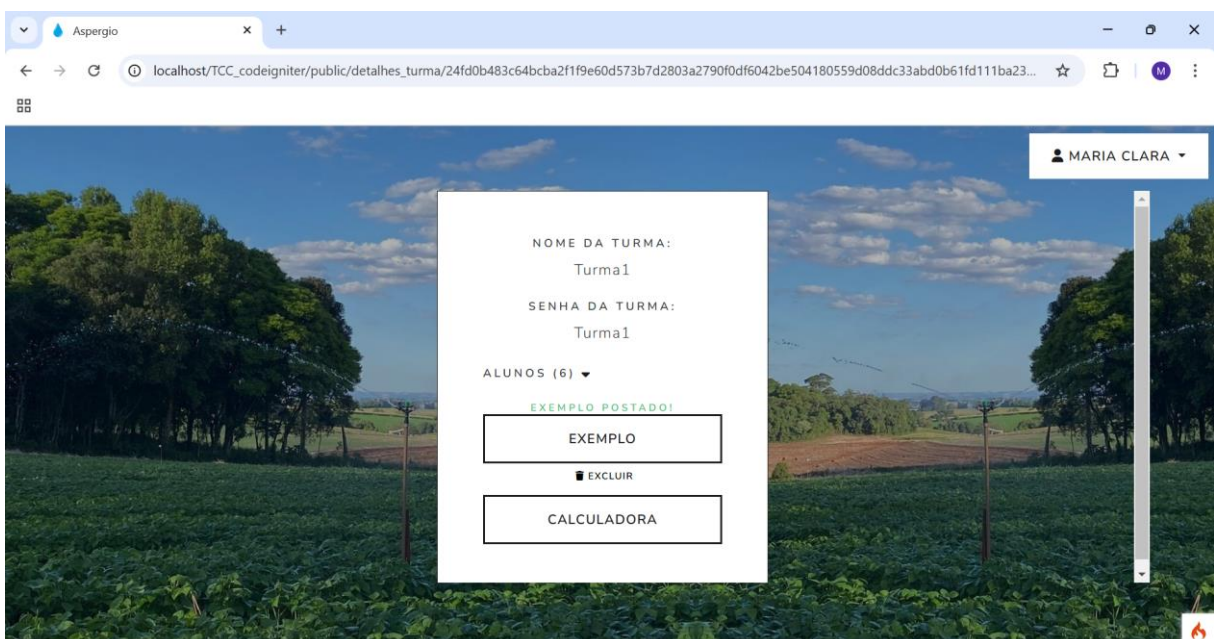 Aspergio
localhost/TCC_codeigniter/public/detalhes_turma/24fd0b483c64bcba2f1f9e60d573b7d2803a2790f0df6042be504180559d08ddc33abd0b61fd111ba23...
M
MARIA CLARA
NOME DA TURMA:
Turma1
SENHA DA TURMA:
Turma1
ALUNOS (6)
EXEMPLO POSTADO!
EXEMPLO
EXCLUIR
CALCULADORA